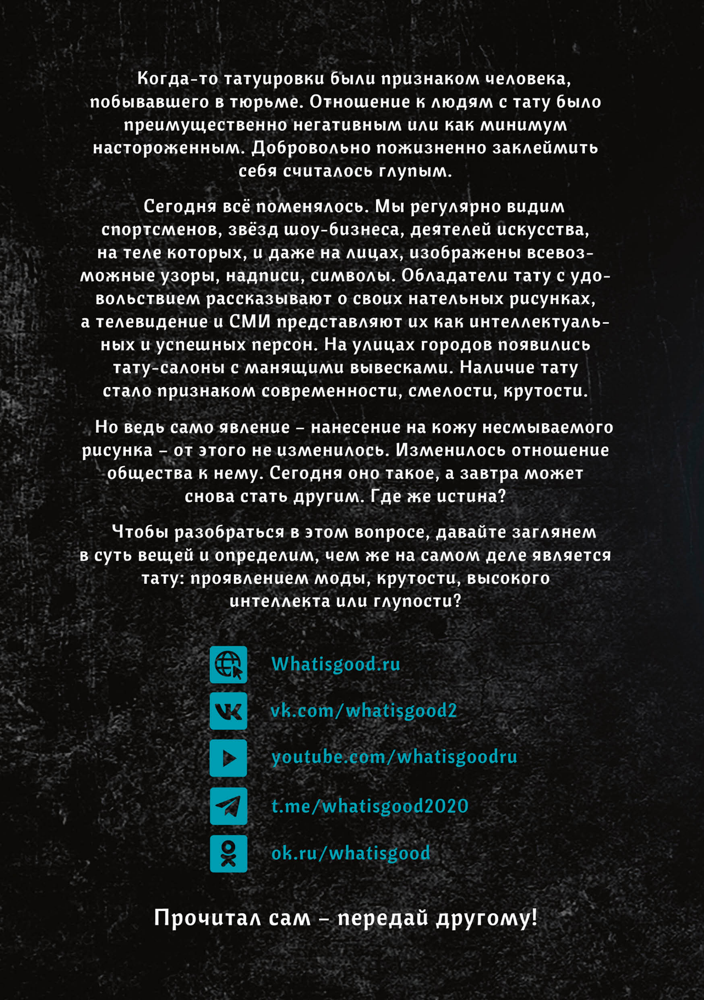 Когда-то татуировки были признаком человека,
побывавшего в тюрьме. Отношение к людям с тату было
преимущественно негативным или как минимум
настороженным. Добровольно пожизненно заклеймить
себя считалось глупым.
Сегодня всё поменялось. Мы регулярно видим
спортсменов, звёзд шоу-бизнеса, деятелей искусства,
на теле которых, и даже на лицах, изображены всевоз-
можные узоры, надписи, символы. Обладатели тату с удо-
вольствием рассказывают о своих нательных рисунках,
а телевидение и СМИ представляют их как интеллектуаль-
ных и успешных персон. На улицах городов появились
тату-салоны с манящими вывесками. Наличие тату
стало признаком современности, смелости, крутости.
Но ведь само явление – нанесение на кожу несмываемого
рисунка – от этого не изменилось. Изменилось отношение
общества к нему. Сегодня оно такое, а завтра может
снова стать другим. Где же истина?
Чтобы разобраться в этом вопросе, давайте заглянем
в суть вещей и определим, чем же на самом деле является
тату: проявлением моды, крутости, высокого
интеллекта или глупости?
Whatisgood.ru
vk.com/whatisgood2
youtube.com/whatisgoodru
t.me/whatisgood2020
ok.ru/whatisgood
Прочитал сам – передай другому!